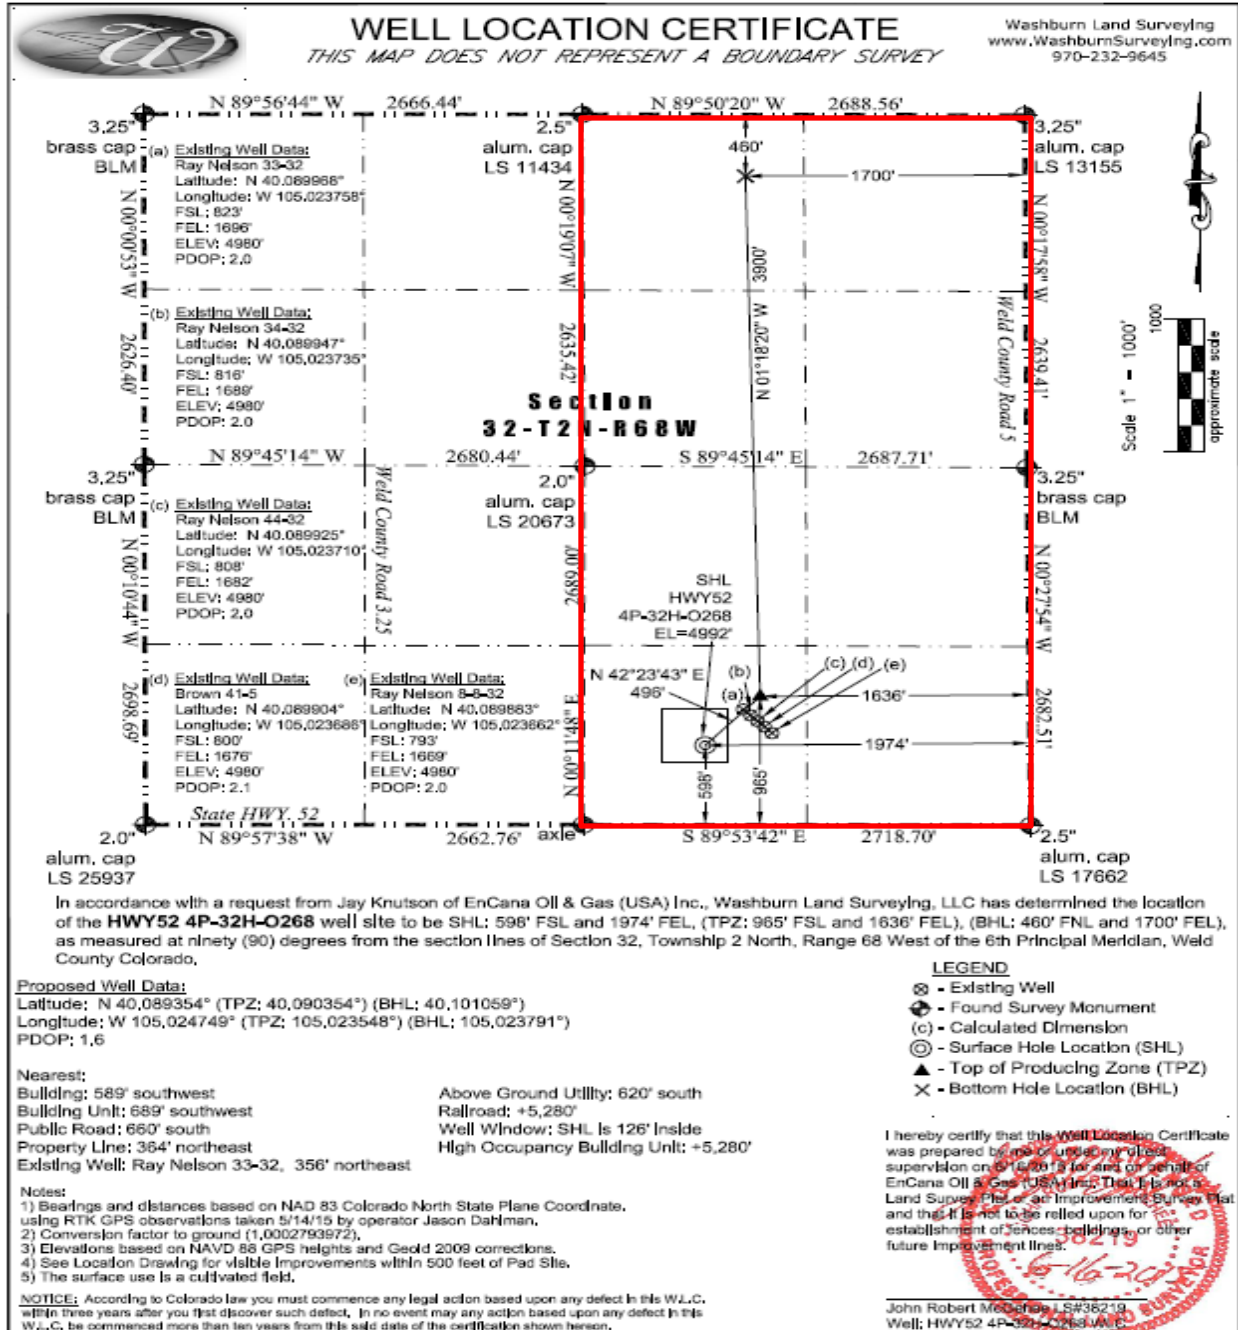 WELL LOCATION CERTIFICATE
THIS MAP DOES NOT REPRESENT A BOUNDARY SURVEY
Washburn Land Surveying
www.WashburnSurveying.com
970-232-9645
W
N 89°56'44" W 2666.44'
N 89°50'20" W 2688.56'
3.25"
brass cap
BLM
2.5"
alum. cap
LS 11434
3.25"
alum. cap
LS 13155
460'
1700'
(a) Existing Well Data:
Ray Nelson 33-32
Latitude: N 40.089968°
Longitude: W 105.023758°
FSL: 823'
FEL: 1696'
ELEV: 4980'
PDOP: 2.0
N 00°00'53" W 2626.40'
N 00°19'07" W 2635.42'
N 01°18'20" W 3900'
N 00°17'58" W 2639.41'
Weld County Road 5
Scale 1" = 1000'
1000
approximate scale
(b) Existing Well Data:
Ray Nelson 34-32
Latitude: N 40.089947°
Longitude: W 105.023735°
FSL: 816'
FEL: 1689'
ELEV: 4980'
PDOP: 2.0
Section
32-T2N-R68W
N 89°45'14" W 2680.44'
S 89°45'14" E 2687.71'
3.25"
brass cap
BLM
2.0"
alum. cap
LS 20673
3.25"
brass cap
BLM
(c) Existing Well Data:
Ray Nelson 44-32
Latitude: N 40.089925°
Longitude: W 105.023710°
FSL: 808'
FEL: 1682'
ELEV: 4980'
PDOP: 2.0
Weld County Road 3.25
N 00°10'44" W 2698.69'
N 00°11'48" E 2689.00'
N 00°27'54" W 2682.51'
SHL
HWY52
4P-32H-O268
EL=4992'
N 42°23'43" E
496'
(a)
(b)
(c) (d) (e)
1636'
1974'
598'
965'
(d) Existing Well Data:
Brown 41-5
Latitude: N 40.089904°
Longitude: W 105.023686°
FSL: 800'
FEL: 1676'
ELEV: 4980'
PDOP: 2.1
(e) Existing Well Data:
Ray Nelson 8-8-32
Latitude: N 40.089883°
Longitude: W 105.023662°
FSL: 793'
FEL: 1669'
ELEV: 4980'
PDOP: 2.0
State HWY. 52
N 89°57'38" W 2662.76'
axle
S 89°53'42" E 2718.70'
2.0"
alum. cap
LS 25937
2.5"
alum. cap
LS 17662
In accordance with a request from Jay Knutson of EnCana Oil & Gas (USA) Inc., Washburn Land Surveying, LLC has determined the location
of the HWY52 4P-32H-O268 well site to be SHL: 598' FSL and 1974' FEL, (TPZ: 965' FSL and 1636' FEL), (BHL: 460' FNL and 1700' FEL),
as measured at ninety (90) degrees from the section lines of Section 32, Township 2 North, Range 68 West of the 6th Principal Meridian, Weld
County Colorado.
Proposed Well Data:
Latitude: N 40.089354° (TPZ: 40.090354°) (BHL: 40.101059°)
Longitude: W 105.024749° (TPZ: 105.023548°) (BHL: 105.023791°)
PDOP: 1.6
LEGEND
- Existing Well
- Found Survey Monument
(c) - Calculated Dimension
- Surface Hole Location (SHL)
- Top of Producing Zone (TPZ)
- Bottom Hole Location (BHL)
Nearest:
Building: 589' southwest
Building Unit: 689' southwest
Public Road: 660' south
Property Line: 364' northeast
Existing Well: Ray Nelson 33-32, 356' northeast
Above Ground Utility: 620' south
Railroad: +5,280'
Well Window: SHL is 126' inside
High Occupancy Building Unit: +5,280'
Notes:
1) Bearings and distances based on NAD 83 Colorado North State Plane Coordinate.
using RTK GPS observations taken 5/14/15 by operator Jason Dahlman.
2) Conversion factor to ground (1.0002793972).
3) Elevations based on NAVD 88 GPS heights and Geoid 2009 corrections.
4) See Location Drawing for visible improvements within 500 feet of Pad Site.
5) The surface use is a cultivated field.
NOTICE: According to Colorado law you must commence any legal action based upon any defect in this W.L.C.
within three years after you first discover such defect. In no event may any action based upon any defect in this
W.L.C. be commenced more than ten years from this said date of the certification shown hereon.
I hereby certify that this Well Location Certificate
was prepared by me or under my direct
supervision on 6/16/2015 for and on behalf of
EnCana Oil & Gas (USA) Inc. That it is not a
Land Survey Plat or an Improvement Survey Plat
and that it is not to be relied upon for
establishment of fences, buildings, or other
future improvement lines.
38219
PROFESSIONAL LAND SURVEYOR
John Robert McGehee LS#38219
Well: HWY52 4P-32H-O268 W.L.C.